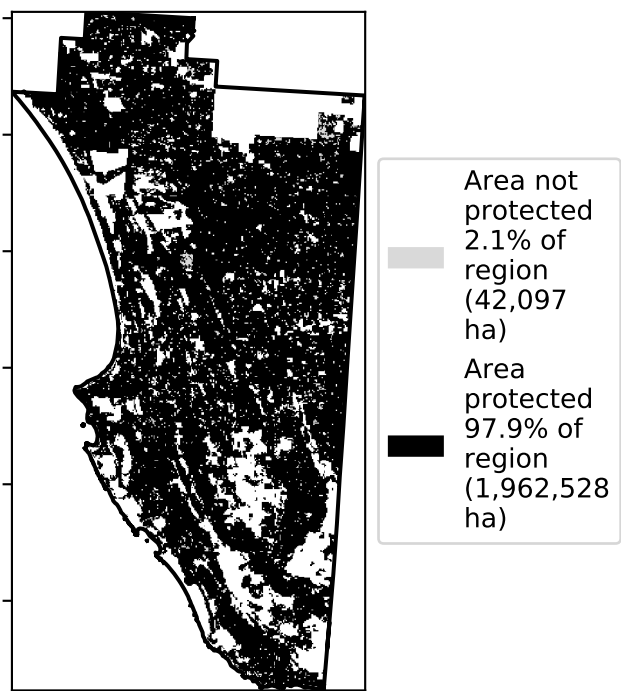 Area not
protected
2.1% of
region
(42,097
ha)
Area
protected
97.9% of
region
(1,962,528
ha)